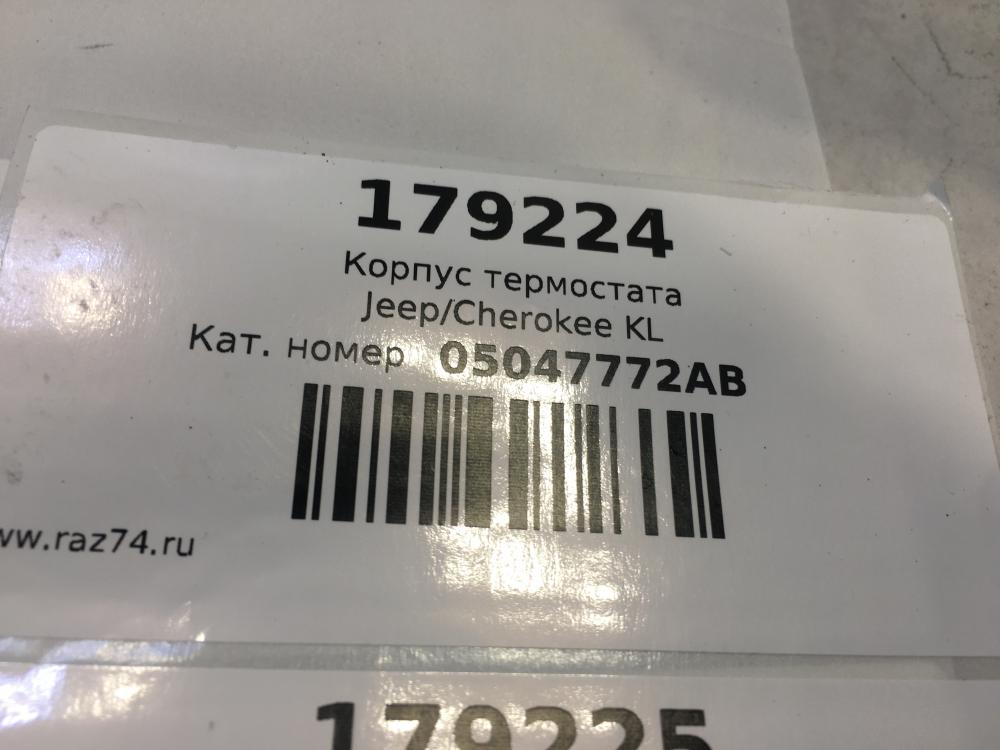 179224
Корпус термостата
Jeep/Cherokee KL
Кат. номер 05047772AB
www.raz74.ru
179225